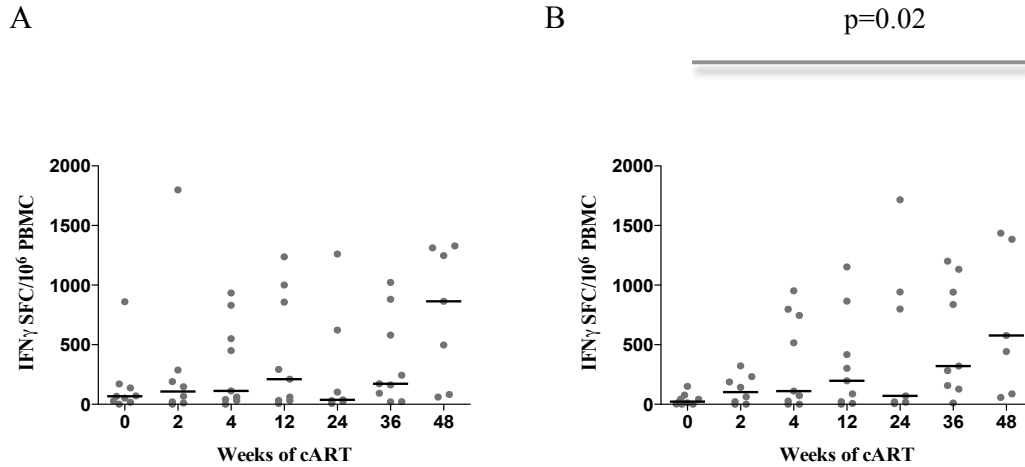 A
B
p=0.02
IFNγ SFC/10⁶ PBMC
2000
1500
1000
500
0
0 2 4 12 24 36 48
Weeks of cART
IFNγ SFC/10⁶ PBMC
2000
1500
1000
500
0
0 2 4 12 24 36 48
Weeks of cART